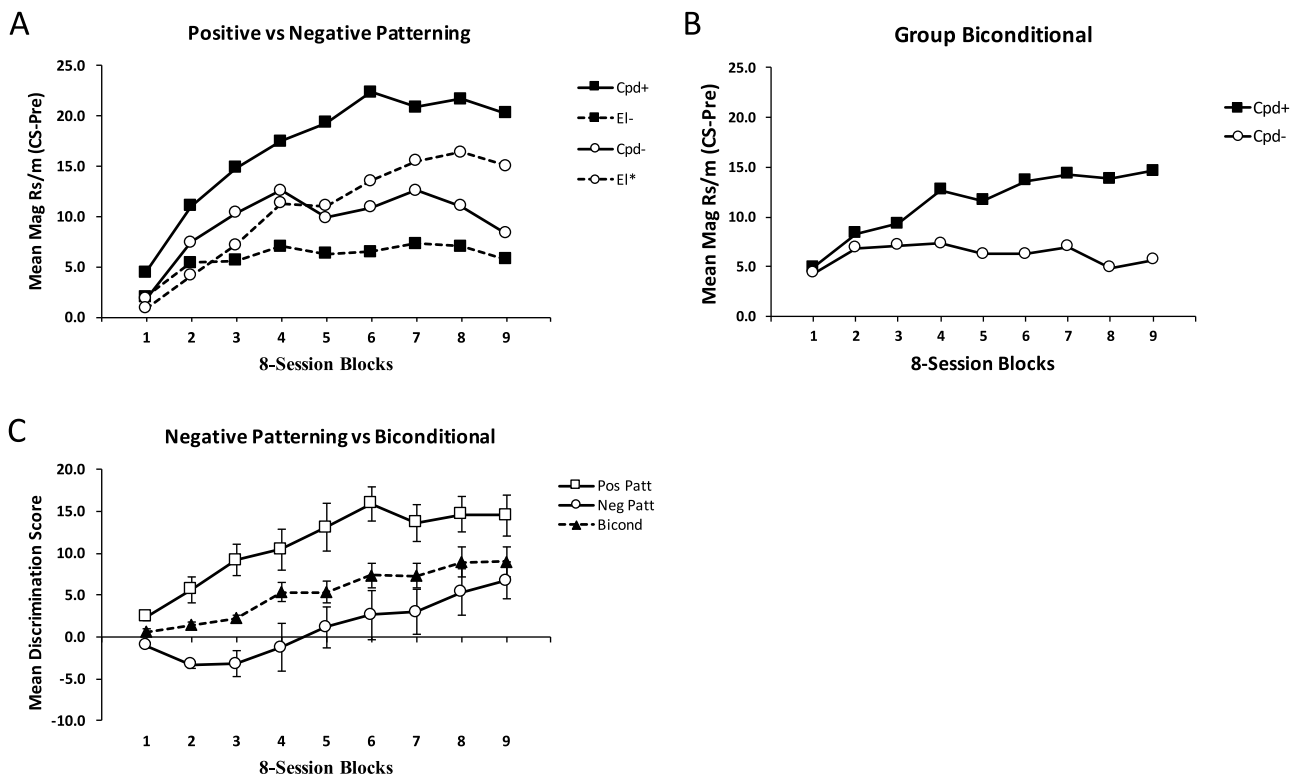 A
Positive vs Negative Patterning
Mean Mag Rs/m (CS-Pre)
25.0
20.0
15.0
10.0
5.0
0.0
1 2 3 4 5 6 7 8 9
8-Session Blocks
Cpd+
El-
Cpd-
El*
B
Group Biconditional
Mean Mag Rs/m (CS-Pre)
25.0
20.0
15.0
10.0
5.0
0.0
1 2 3 4 5 6 7 8 9
8-Session Blocks
Cpd+
Cpd-
C
Negative Patterning vs Biconditional
Mean Discrimination Score
20.0
15.0
10.0
5.0
0.0
-5.0
-10.0
1 2 3 4 5 6 7 8 9
8-Session Blocks
Pos Patt
Neg Patt
Bicond